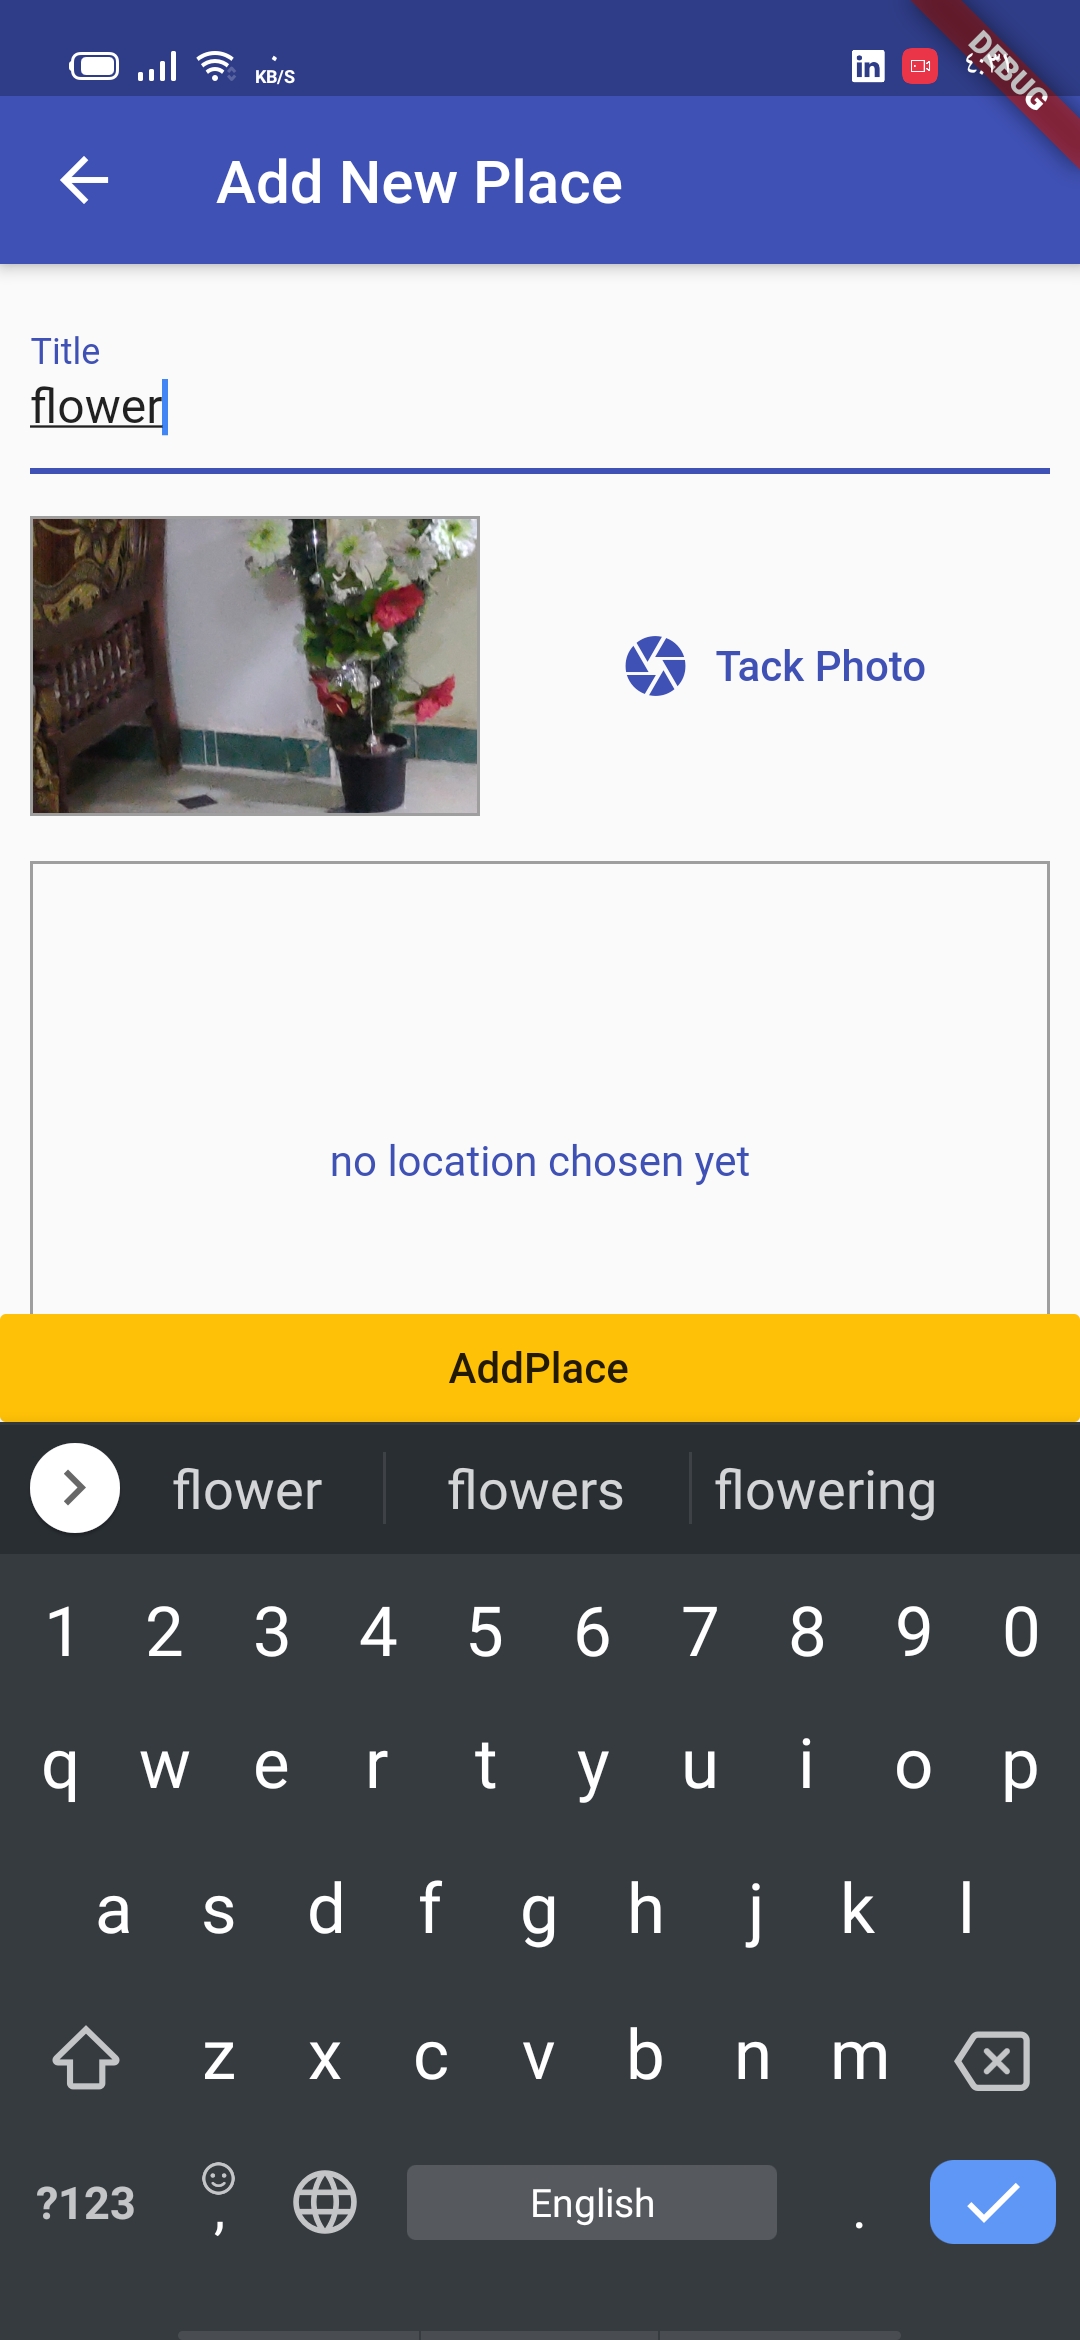 KB/S
in
DEBUG
Add New Place
Title
flower
Tack Photo
no location chosen yet
AddPlace
flower flowers flowering
1 2 3 4 5 6 7 8 9 0
q w e r t y u i o p
a s d f g h j k l
z x c v b n m
?123 , English .